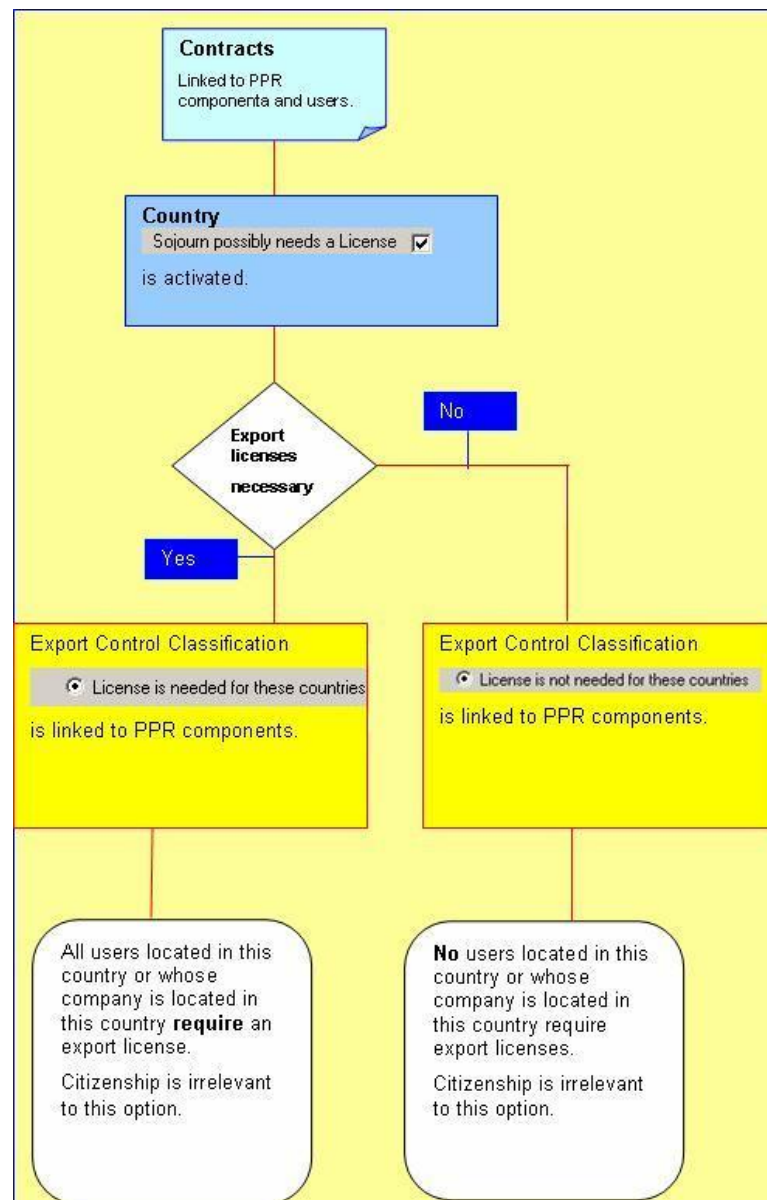 Contracts
Linked to PPR
componenta and users.
Country
Sojourn possibly needs a License
is activated.
No
Export
licenses
necessary
Yes
Export Control Classification
License is needed for these countries
is linked to PPR components.
Export Control Classification
License is not needed for these countries
is linked to PPR components.
All users located in this
country or whose
company is located in
this country require an
export license.
Citizenship is irrelevant
to this option.
No users located in this
country or whose
company is located in
this country require
export licenses.
Citizenship is irrelevant
to this option.